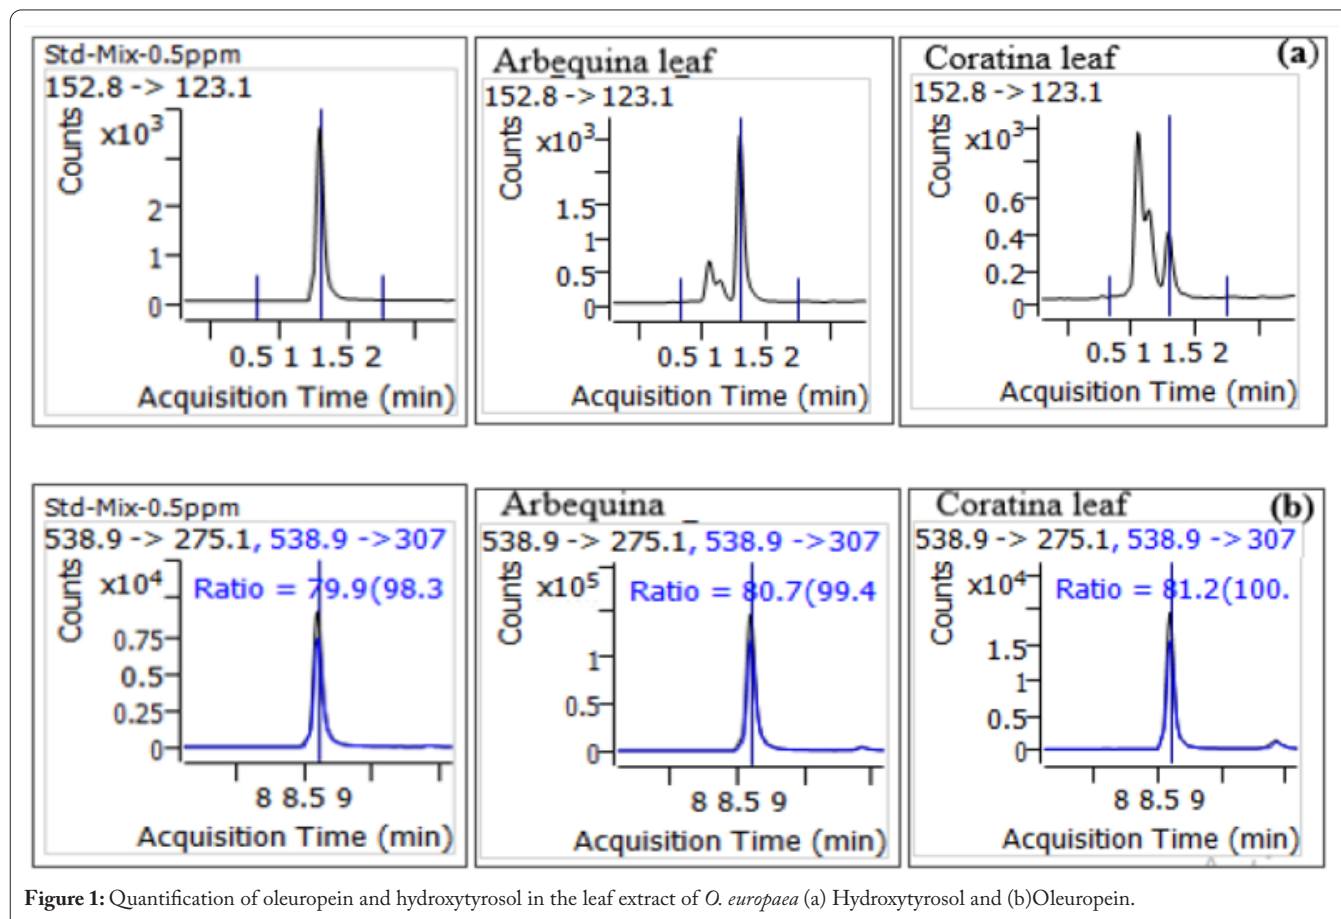 Std-Mix-0.5ppm
152.8 -> 123.1
Counts
x10³
2
1
0
0.5 1 1.5 2
Acquisition Time (min)
Arbequina leaf
152.8 -> 123.1
Counts
x10³
1.5
1
0.5
0
0.5 1 1.5 2
Acquisition Time (min)
Coratina leaf
(a)
152.8 -> 123.1
Counts
x10³
0.6
0.4
0.2
0
0.5 1 1.5 2
Acquisition Time (min)
Std-Mix-0.5ppm
538.9 -> 275.1, 538.9 ->307
Counts
x10⁴
Ratio = 79.9(98.3
0.75
0.5
0.25
0
8 8.5 9
Acquisition Time (min)
Arbequina _
538.9 -> 275.1, 538.9 ->307
Counts
x10⁵
Ratio = 80.7(99.4
1
0.5
0
8 8.5 9
Acquisition Time (min)
Coratina leaf
(b)
538.9 -> 275.1, 538.9 ->307
Counts
x10⁴
Ratio = 81.2(100.
1.5
1
0.5
0
8 8.5 9
Acquisition Time (min)
Figure 1: Quantification of oleuropein and hydroxytyrosol in the leaf extract of O. europaea (a) Hydroxytyrosol and (b)Oleuropein.